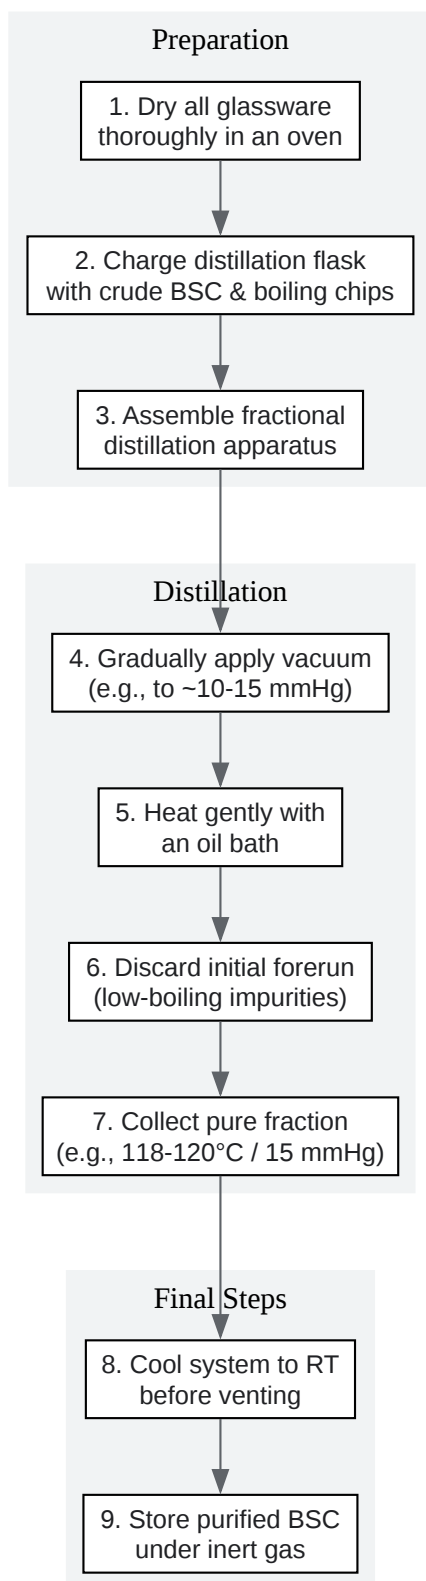 Preparation
1. Dry all glassware
thoroughly in an oven
2. Charge distillation flask
with crude BSC & boiling chips
3. Assemble fractional
distillation apparatus
Distillation
4. Gradually apply vacuum
(e.g., to ~10-15 mmHg)
5. Heat gently with
an oil bath
6. Discard initial forerun
(low-boiling impurities)
7. Collect pure fraction
(e.g., 118-120°C / 15 mmHg)
Final Steps
8. Cool system to RT
before venting
9. Store purified BSC
under inert gas